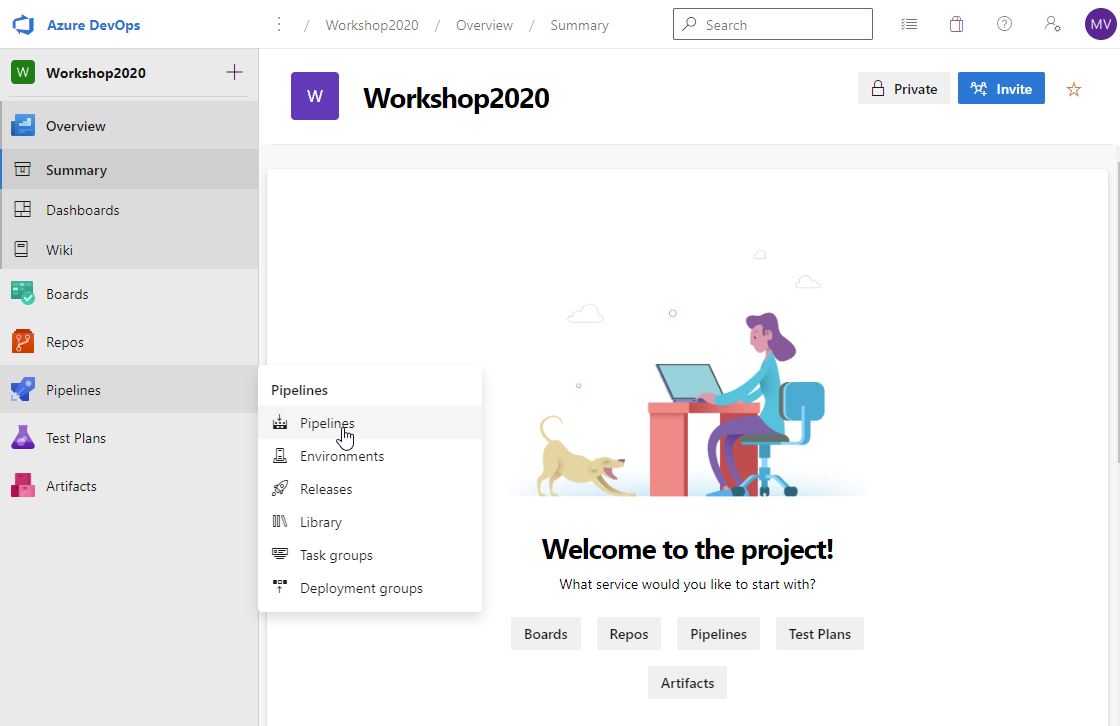 Azure DevOps
/ Workshop2020 / Overview / Summary
Search
MV
W Workshop2020
Overview
Summary
Dashboards
Wiki
Boards
Repos
Pipelines
Test Plans
Artifacts
W
Workshop2020
Private
Invite
Pipelines
Pipelines
Environments
Releases
Library
Task groups
Deployment groups
Welcome to the project!
What service would you like to start with?
Boards Repos Pipelines Test Plans
Artifacts